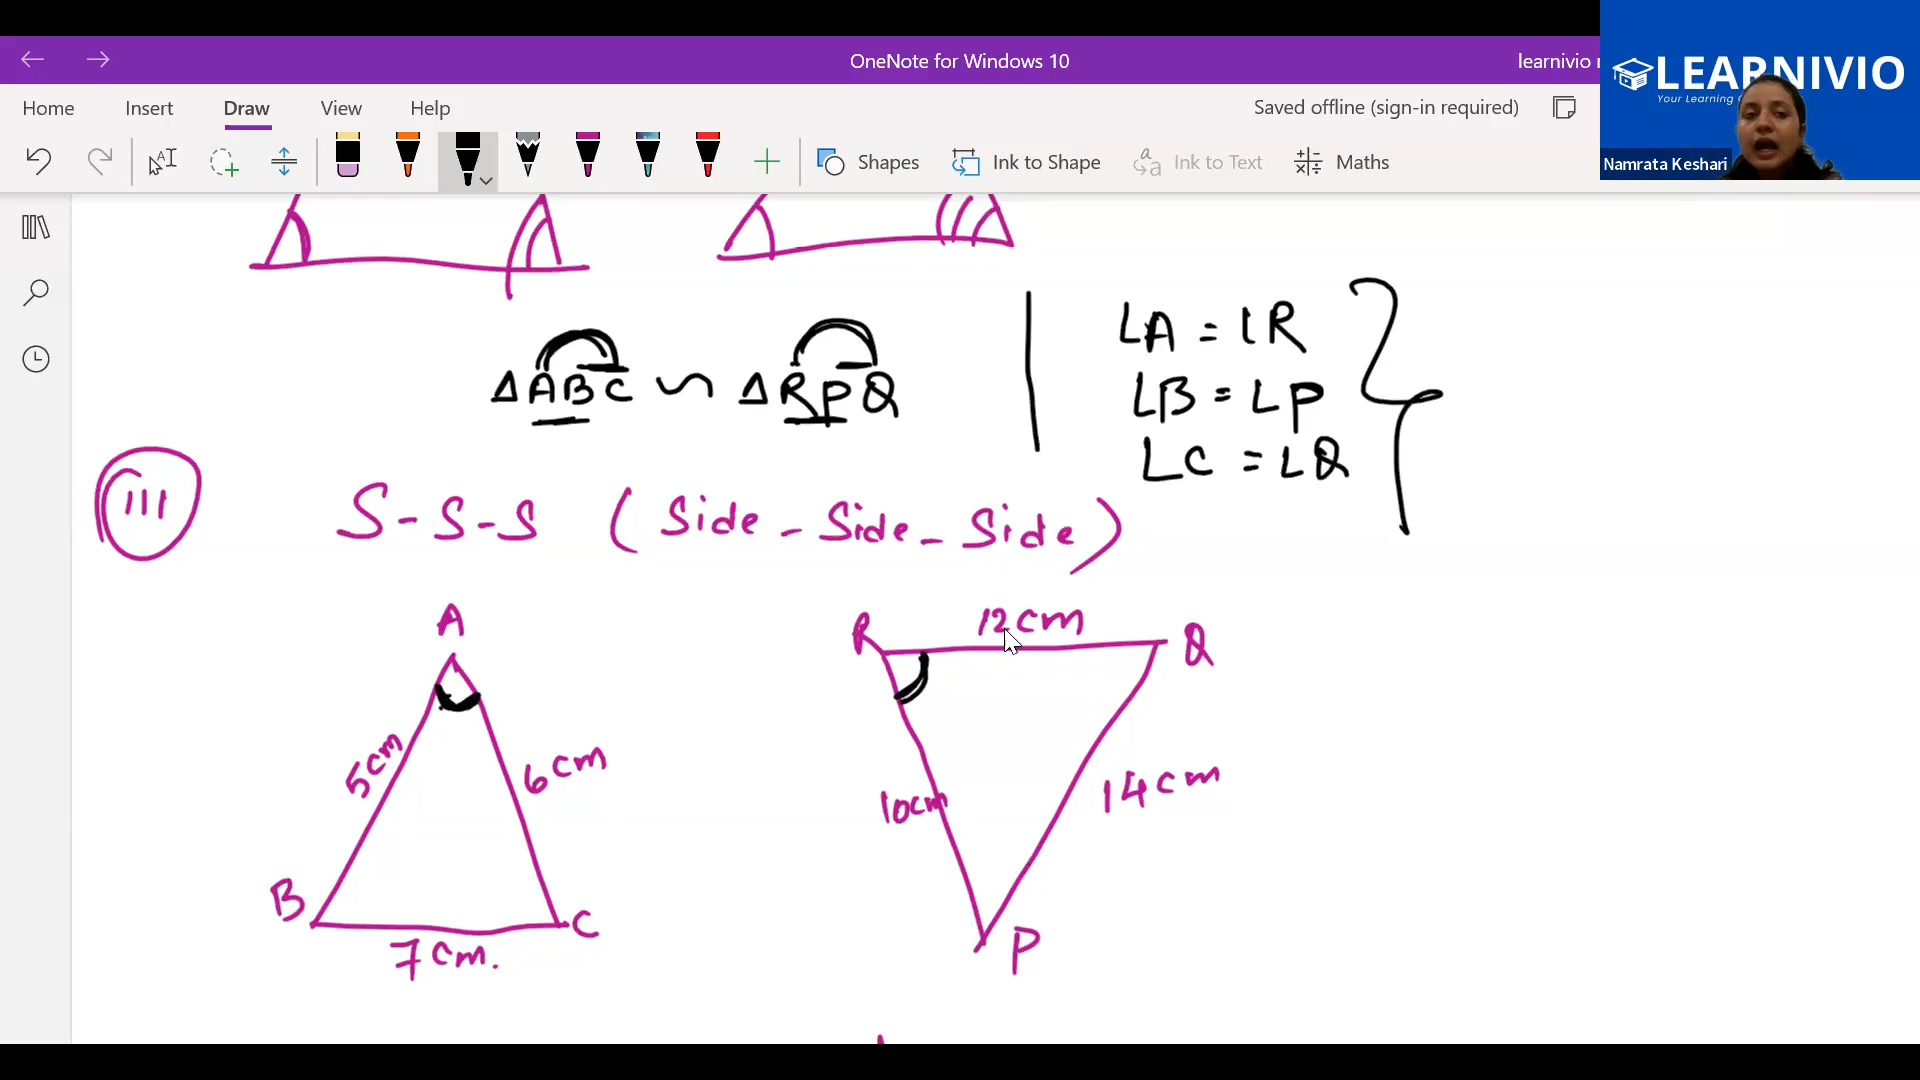 OneNote for Windows 10
learnivio
LEARNIVIO
Your Learning
Namrata Keshari
Home Insert Draw View Help
Saved offline (sign-in required)
Shapes Ink to Shape Ink to Text Maths
∠A = ∠R
∠B = ∠P
∠C = ∠Q
ΔABC ∽ ΔRPQ
III S-S-S (Side - Side - Side)
A
R 12cm Q
5cm 6cm
10cm 14cm
B C
7cm.
P